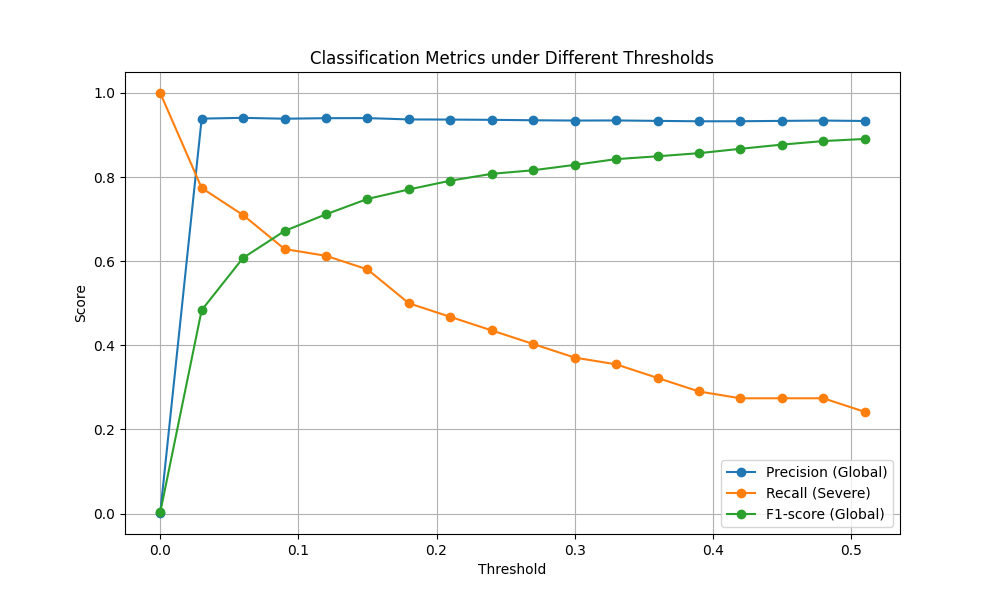 Classification Metrics under Different Thresholds
Score
1.0
0.8
0.6
0.4
0.2
0.0
Precision (Global)
Recall (Severe)
F1-score (Global)
0.0 0.1 0.2 0.3 0.4 0.5
Threshold